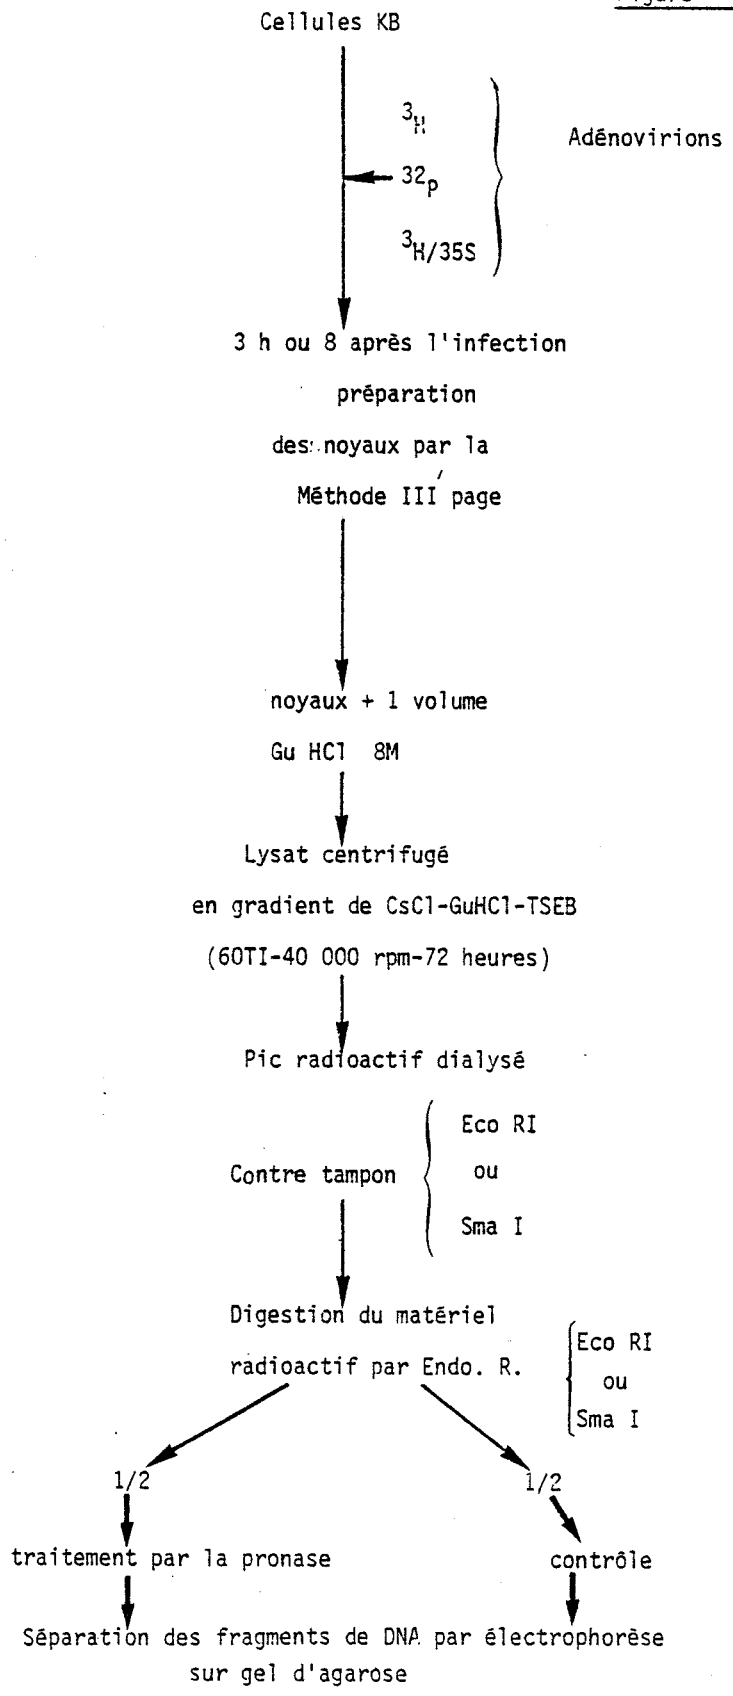 Cellules KB
3H
Adénovirions
32p
3H/35S
3 h ou 8 après l'infection
préparation
des noyaux par la
Méthode III page
noyaux + 1 volume
Gu HCl 8M
Lysat centrifugé
en gradient de CsCl-GuHCl-TSEB
(60TI-40 000 rpm-72 heures)
Pic radioactif dialysé
Eco RI
Contre tampon
ou
Sma I
Digestion du matériel
radioactif par Endo. R.
Eco RI
ou
Sma I
1/2
1/2
traitement par la pronase
contrôle
Séparation des fragments de DNA par électrophorèse
sur gel d'agarose